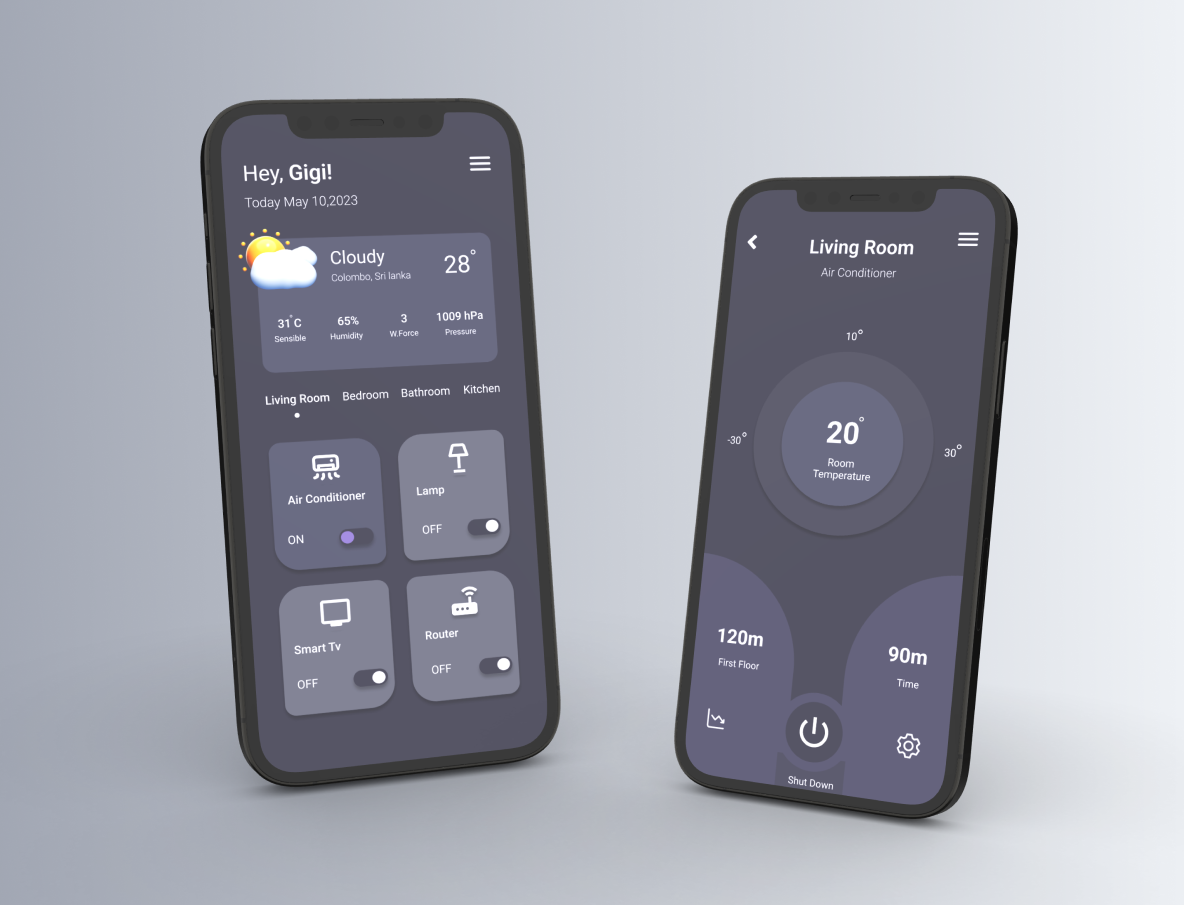 Hey, Gigi!
Today May 10,2023
Cloudy
Colombo, Sri lanka
28°
31°C
Sensible
65%
Humidity
3
W.Force
1009 hPa
Pressure
Living Room
Bedroom
Bathroom
Kitchen
Air Conditioner
ON
Lamp
OFF
Smart Tv
OFF
Router
OFF
Living Room
Air Conditioner
10°
-30°
30°
20°
Room
Temperature
120m
First Floor
90m
Time
Shut Down